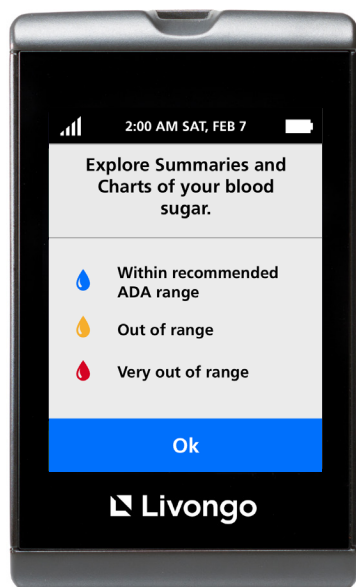 2:00 AM SAT, FEB 7
Explore Summaries and
Charts of your blood
sugar.
Within recommended
ADA range
Out of range
Very out of range
Ok
Livongo